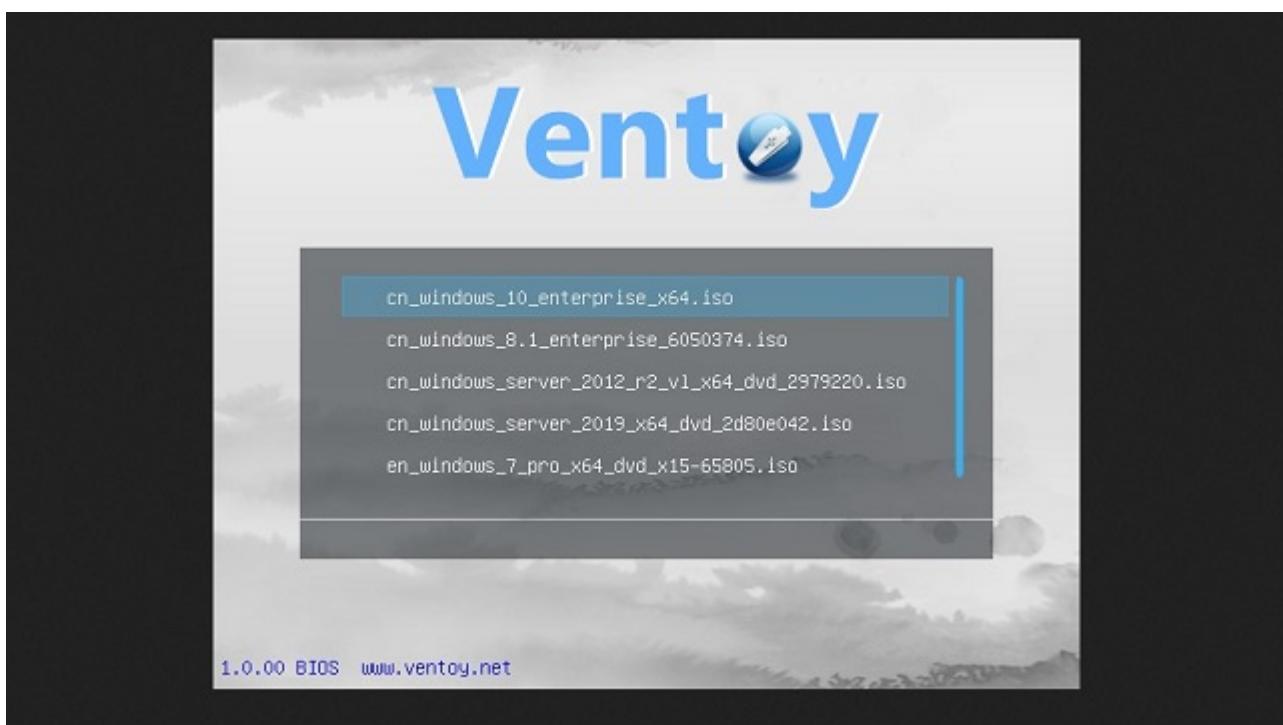 Ventoy
cn_windows_10_enterprise_x64.iso
cn_windows_8.1_enterprise_6050374.iso
cn_windows_server_2012_r2_vl_x64_dvd_2979220.iso
cn_windows_server_2019_x64_dvd_2d80e042.iso
en_windows_7_pro_x64_dvd_x15-65805.iso
1.0.00 BIOS www.ventoy.net